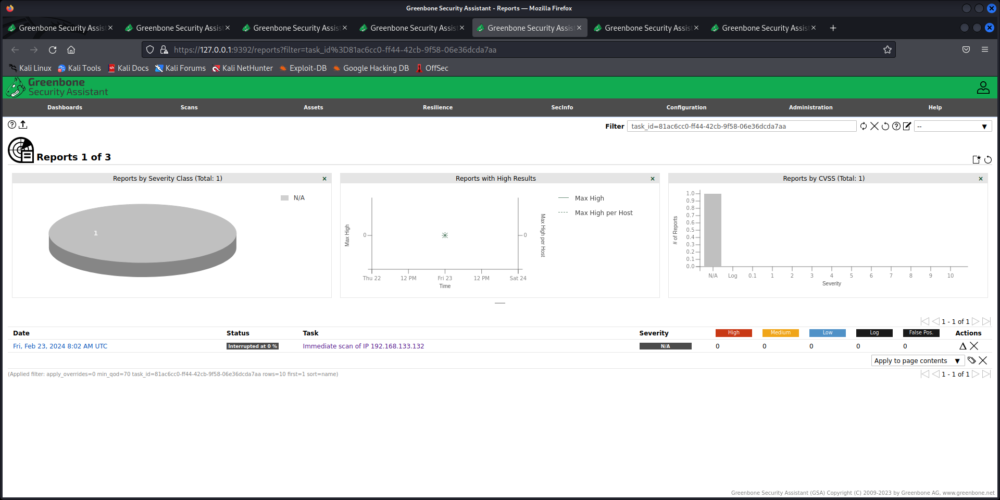 Greenbone Security Assistant - Reports — Mozilla Firefox
Greenbone Security Assis Greenbone Security Assis Greenbone Security Assis Greenbone Security Assis Greenbone Security Assis Greenbone Security Assis Greenbone Security Assis
https://127.0.0.1:9392/reports?filter=task_id%3D81ac6cc0-ff44-42cb-9f58-06e36dcda7aa
Kali Linux Kali Tools Kali Docs Kali Forums Kali NetHunter Exploit-DB Google Hacking DB OffSec
Greenbone
Security Assistant
Dashboards Scans Assets Resilience SecInfo Configuration Administration Help
Filter task_id=81ac6cc0-ff44-42cb-9f58-06e36dcda7aa --
Reports 1 of 3
Reports by Severity Class (Total: 1)
N/A
1
Reports with High Results
Max High
Max High per Host
Max High
0
0
Max High per Host
Thu 22 12 PM Fri 23 12 PM Sat 24
Time
Reports by CVSS (Total: 1)
# of Reports
1.0
0.9
0.8
0.7
0.6
0.5
0.4
0.3
0.2
0.1
0.0
N/A Log 0.1 1 2 3 4 5 6 7 8 9 10
Severity
1 - 1 of 1
Date Status Task Severity High Medium Low Log False Pos. Actions
Fri, Feb 23, 2024 8:02 AM UTC Interrupted at 0 % Immediate scan of IP 192.168.133.132 N/A 0 0 0 0 0
Apply to page contents
(Applied filter: apply_overrides=0 min_qod=70 task_id=81ac6cc0-ff44-42cb-9f58-06e36dcda7aa rows=10 first=1 sort=name) 1 - 1 of 1
Greenbone Security Assistant (GSA) Copyright (C) 2009-2023 by Greenbone AG, www.greenbone.net